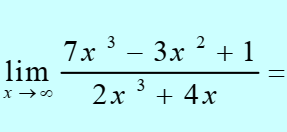 lim x→∞ (7x³ − 3x² + 1) / (2x³ + 4x) =